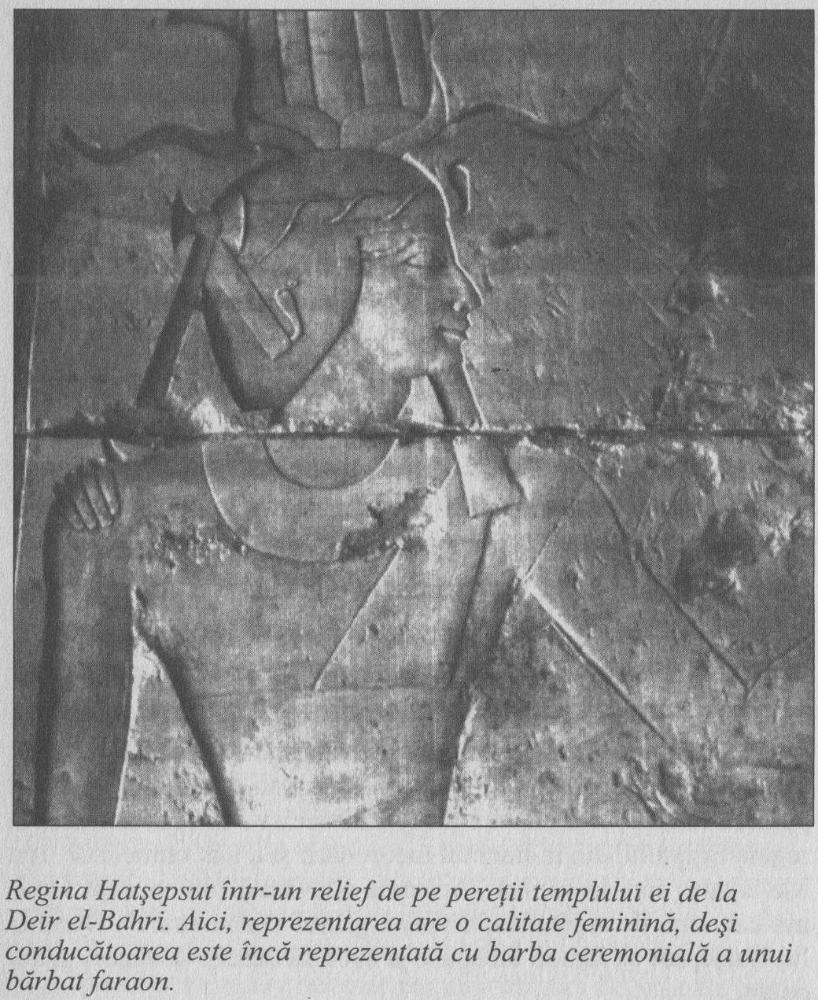 Regina Hatşepsut într-un relief de pe pereţii templului ei de la
Deir el-Bahri. Aici, reprezentarea are o calitate feminină, deşi
conducătoarea este încă reprezentată cu barba ceremonială a unui
bărbat faraon.